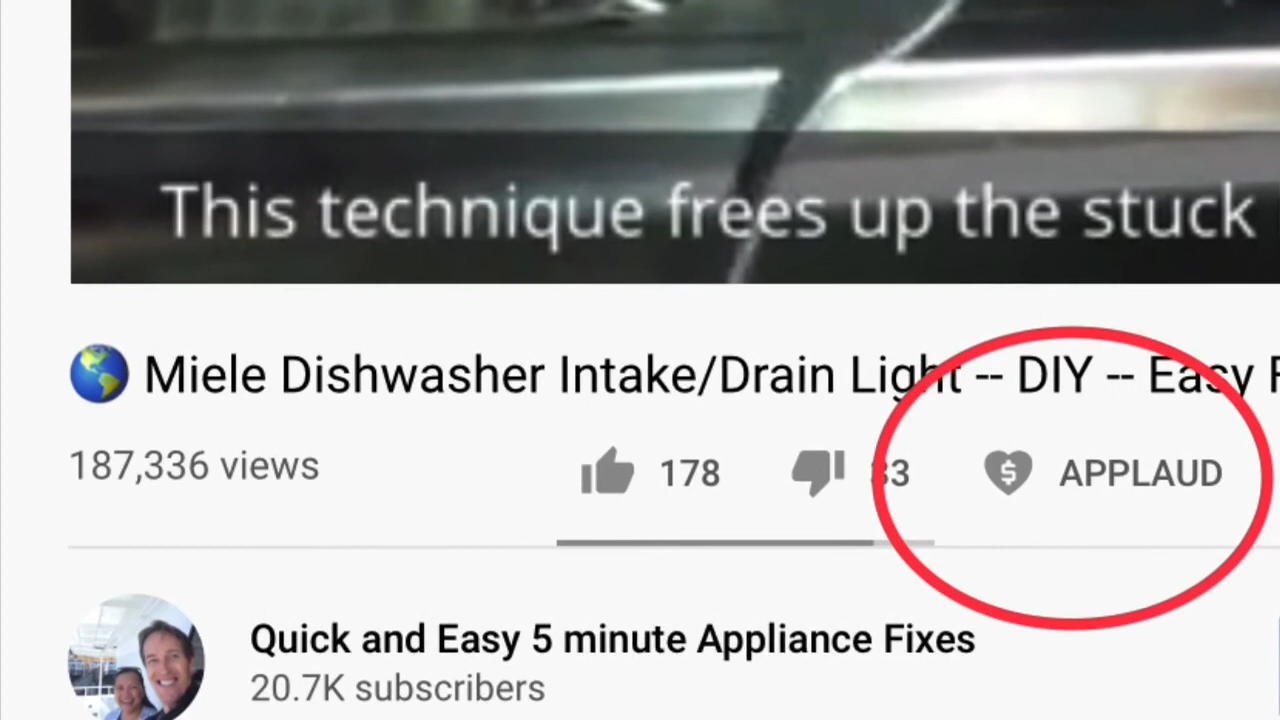 This technique frees up the stuck
Miele Dishwasher Intake/Drain Light -- DIY -- Easy
187,336 views
178
33
$ APPLAUD
Quick and Easy 5 minute Appliance Fixes
20.7K subscribers